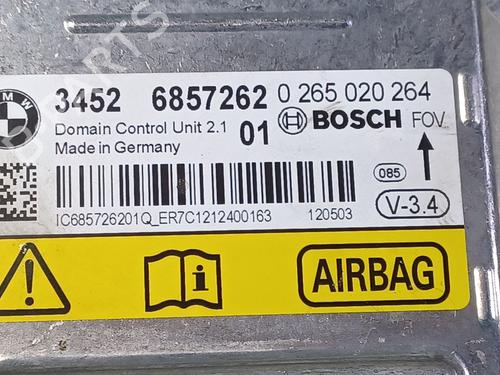 BMW
3452 6857262 0 265 020 264
Domain Control Unit 2.1 01 BOSCH FOV
Made in Germany
085
IC685726201Q_ER7C1212400163 120503
V-3.4
i
AIRBAG